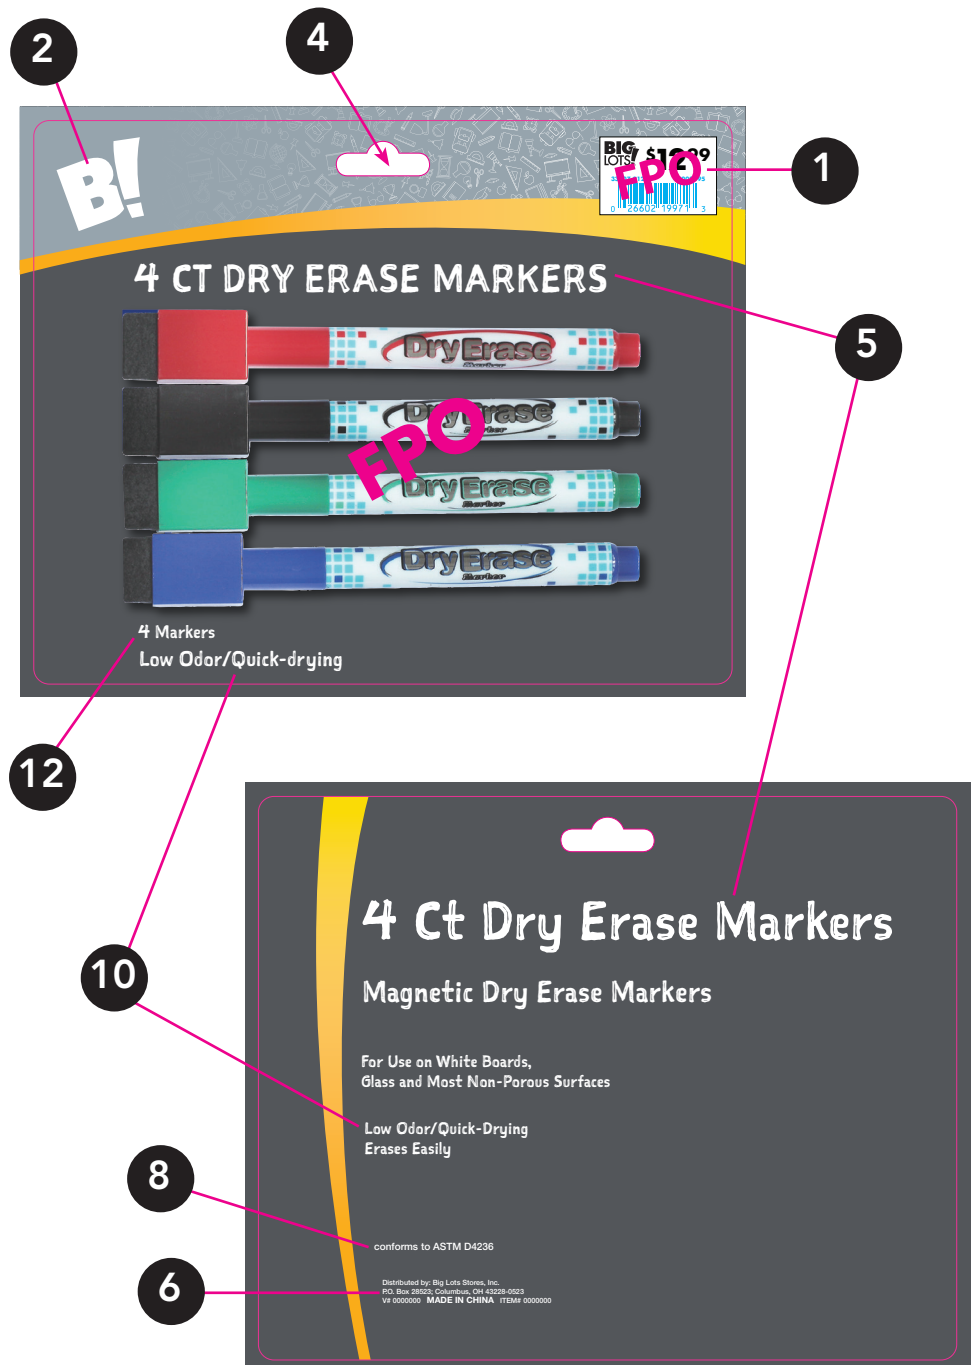 2
4
B!
BIG
LOTS!
$12.99
FPO
0 26602 19971 3
1
4 CT DRY ERASE MARKERS
5
Dry Erase
Marker
Dry Erase
Marker
FPO
Dry Erase
Marker
Dry Erase
Marker
4 Markers
Low Odor/Quick-drying
12
4 Ct Dry Erase Markers
10
Magnetic Dry Erase Markers
For Use on White Boards,
Glass and Most Non-Porous Surfaces
Low Odor/Quick-Drying
Erases Easily
8
conforms to ASTM D4236
6
Distributed by: Big Lots Stores, Inc.
P.O. Box 28523; Columbus, OH 43228-0523
V# 0000000 MADE IN CHINA ITEM# 0000000